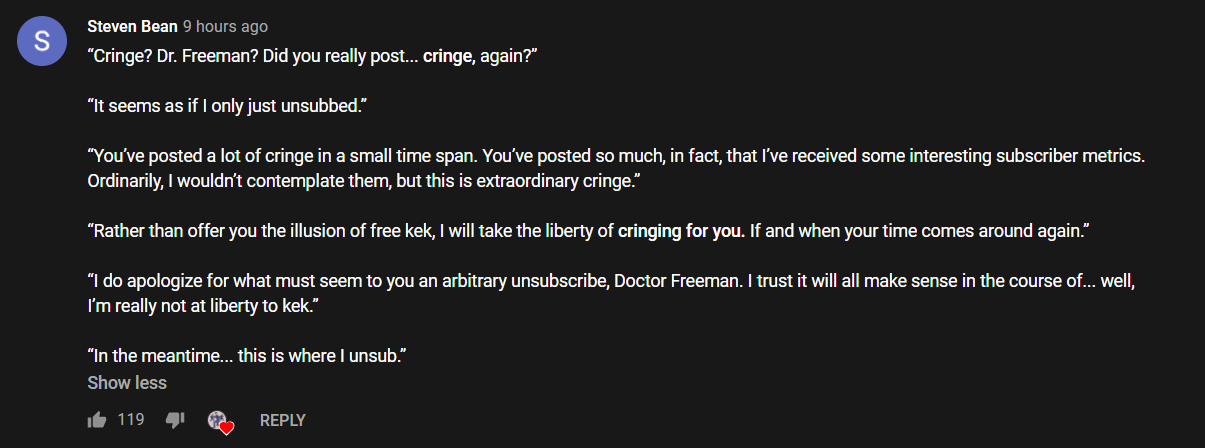 S
Steven Bean 9 hours ago
“Cringe? Dr. Freeman? Did you really post... cringe, again?”
“It seems as if I only just unsubbed.”
“You’ve posted a lot of cringe in a small time span. You’ve posted so much, in fact, that I’ve received some interesting subscriber metrics.
Ordinarily, I wouldn’t contemplate them, but this is extraordinary cringe.”
“Rather than offer you the illusion of free kek, I will take the liberty of cringing for you. If and when your time comes around again.”
“I do apologize for what must seem to you an arbitrary unsubscribe, Doctor Freeman. I trust it will all make sense in the course of... well,
I’m really not at liberty to kek.”
“In the meantime... this is where I unsub.”
Show less
119 REPLY